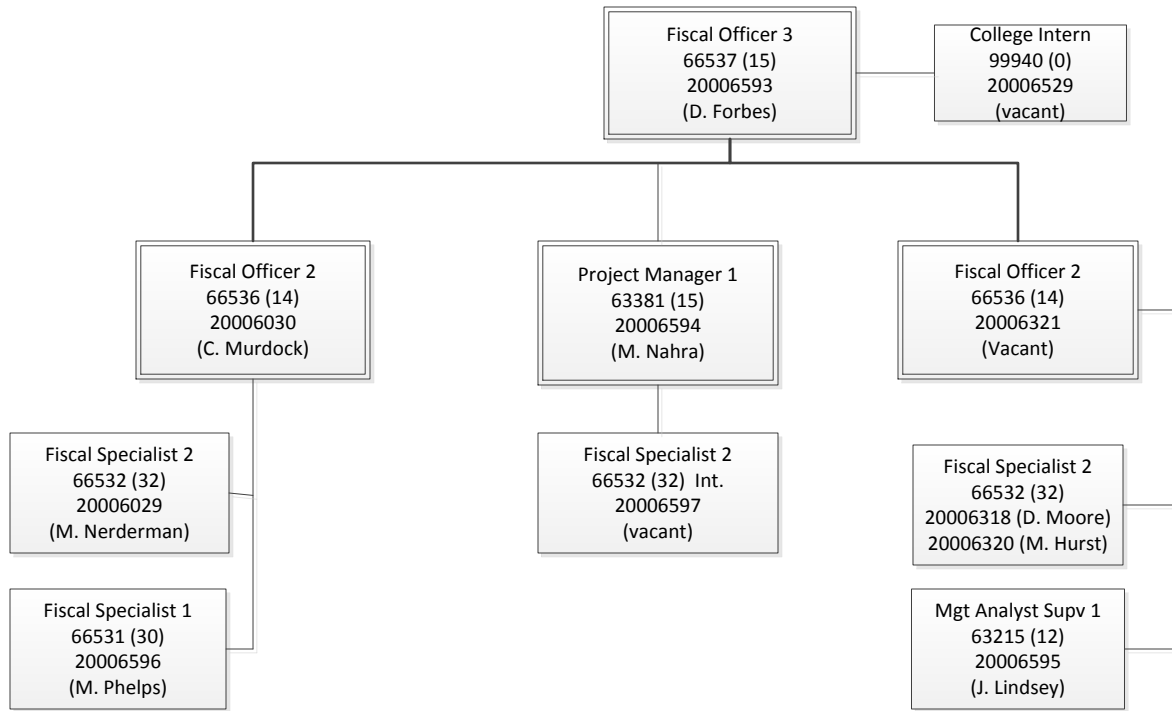 Fiscal Officer 3
66537 (15)
20006593
(D. Forbes)
College Intern
99940 (0)
20006529
(vacant)
Fiscal Officer 2
66536 (14)
20006030
(C. Murdock)
Project Manager 1
63381 (15)
20006594
(M. Nahra)
Fiscal Officer 2
66536 (14)
20006321
(Vacant)
Fiscal Specialist 2
66532 (32)
20006029
(M. Nerderman)
Fiscal Specialist 2
66532 (32) Int.
20006597
(vacant)
Fiscal Specialist 2
66532 (32)
20006318 (D. Moore)
20006320 (M. Hurst)
Fiscal Specialist 1
66531 (30)
20006596
(M. Phelps)
Mgt Analyst Supv 1
63215 (12)
20006595
(J. Lindsey)